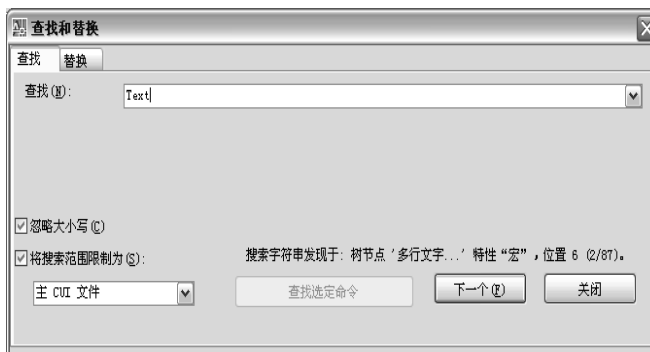 查找和替换
查找 替换
查找(N): Text
忽略大小写(C)
将搜索范围限制为(S): 搜索字符串发现于: 树节点 '多行文字...' 特性“宏”, 位置 6 (2/87)。
主 CUI 文件 查找选定命令 下一个(F) 关闭